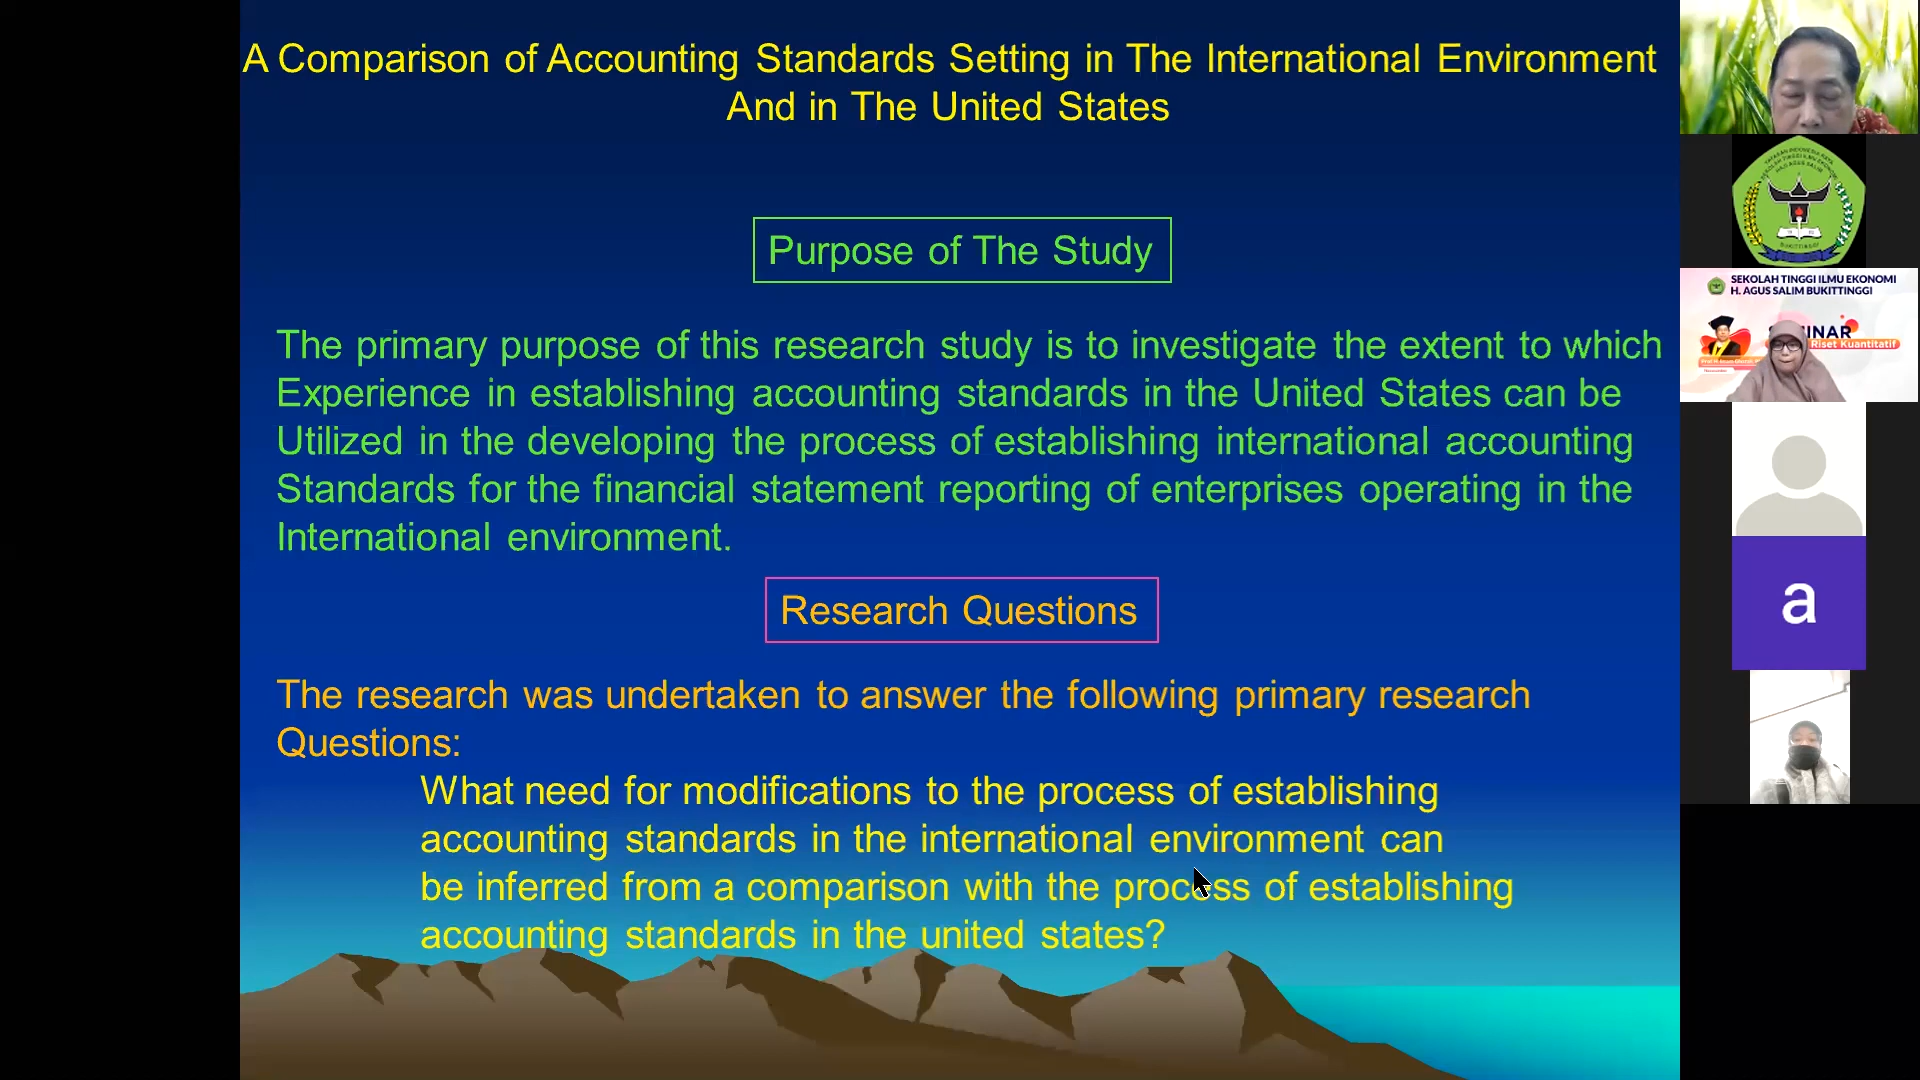 A Comparison of Accounting Standards Setting in The International Environment
And in The United States
Purpose of The Study
The primary purpose of this research study is to investigate the extent to which
Experience in establishing accounting standards in the United States can be
Utilized in the developing the process of establishing international accounting
Standards for the financial statement reporting of enterprises operating in the
International environment.
Research Questions
The research was undertaken to answer the following primary research
Questions:
What need for modifications to the process of establishing
accounting standards in the international environment can
be inferred from a comparison with the process of establishing
accounting standards in the united states?
SEKOLAH TINGGI ILMU EKONOMI
H. AGUS SALIM BUKITTINGGI
Riset Kuantitatif
a